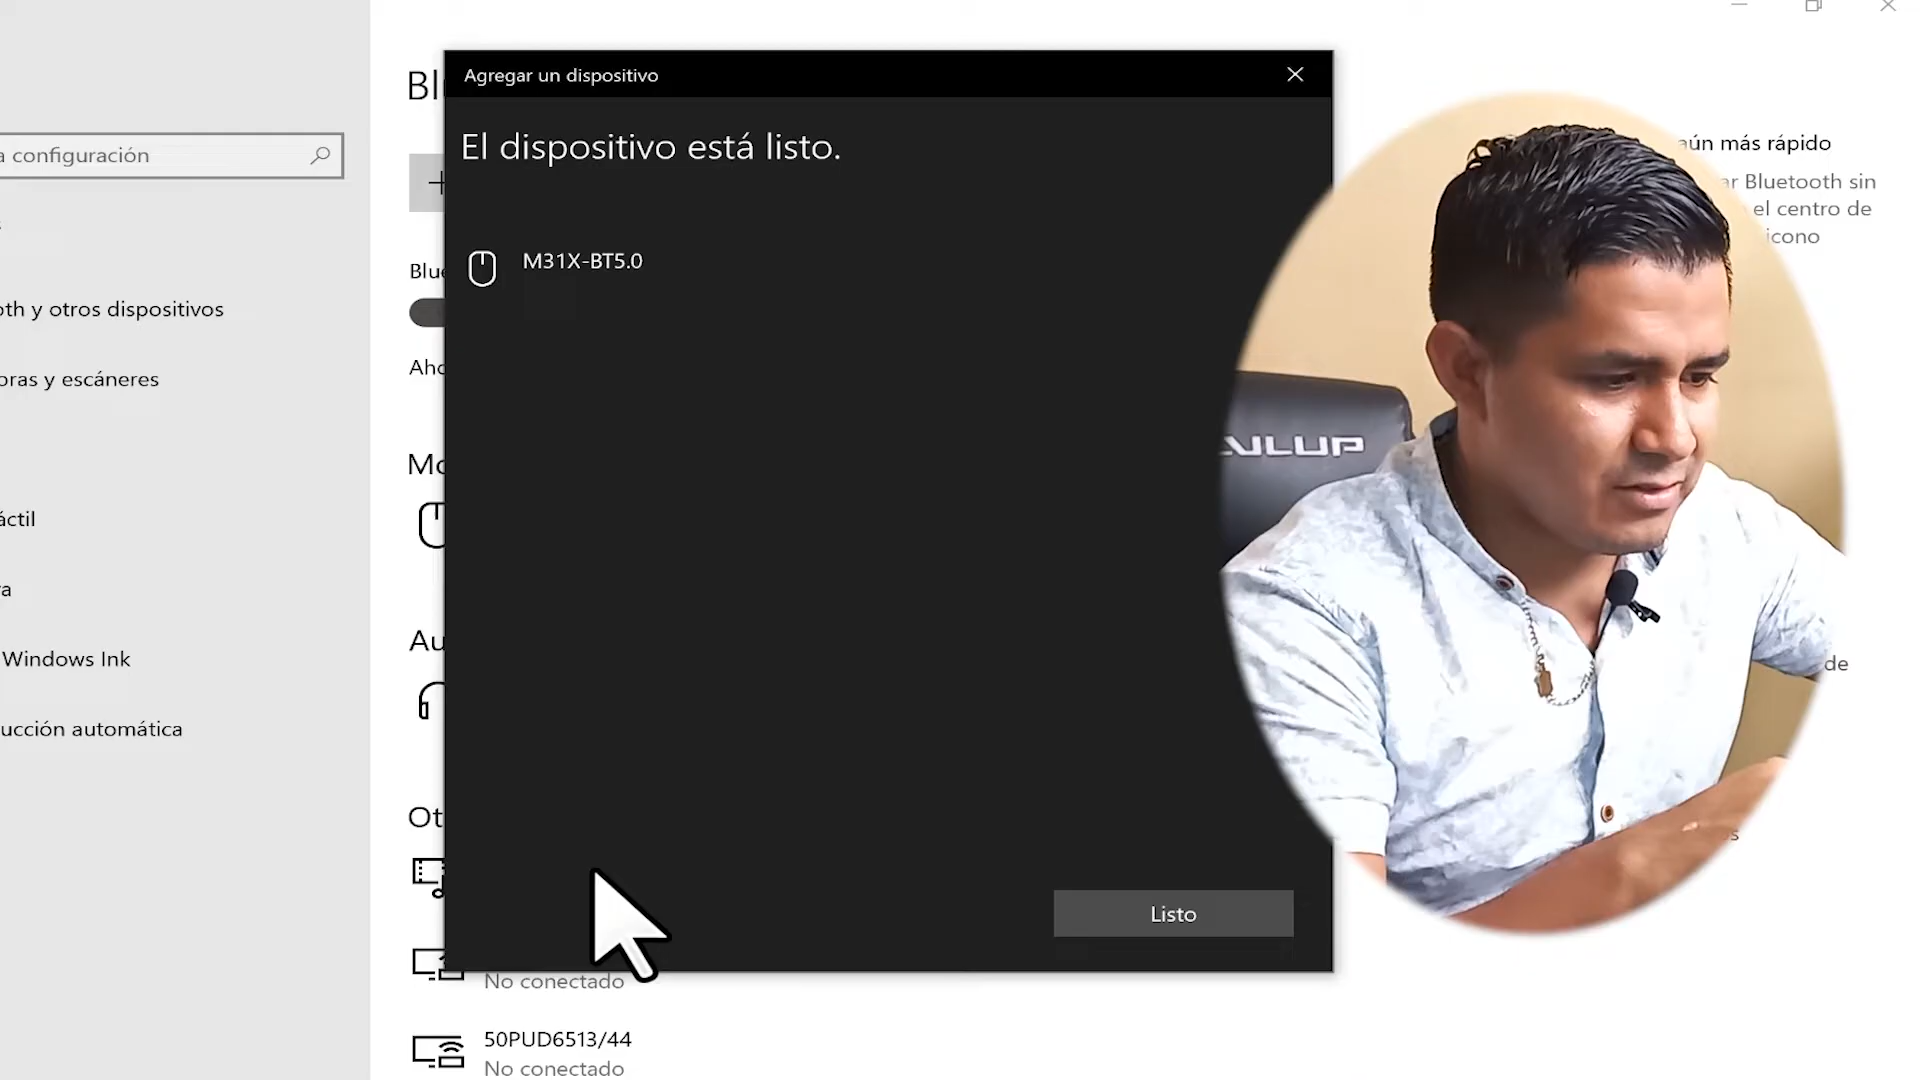 Agregar un dispositivo
El dispositivo está listo.
M31X-BT5.0
Listo
a configuración
oth y otros dispositivos
oras y escáneres
áctil
a
Windows Ink
ucción automática
Bl
Blue
Aho
Mo
Au
Ot
No conectado
50PUD6513/44
No conectado
aún más rápido
ar Bluetooth sin
el centro de
icono
de
s
VLUP